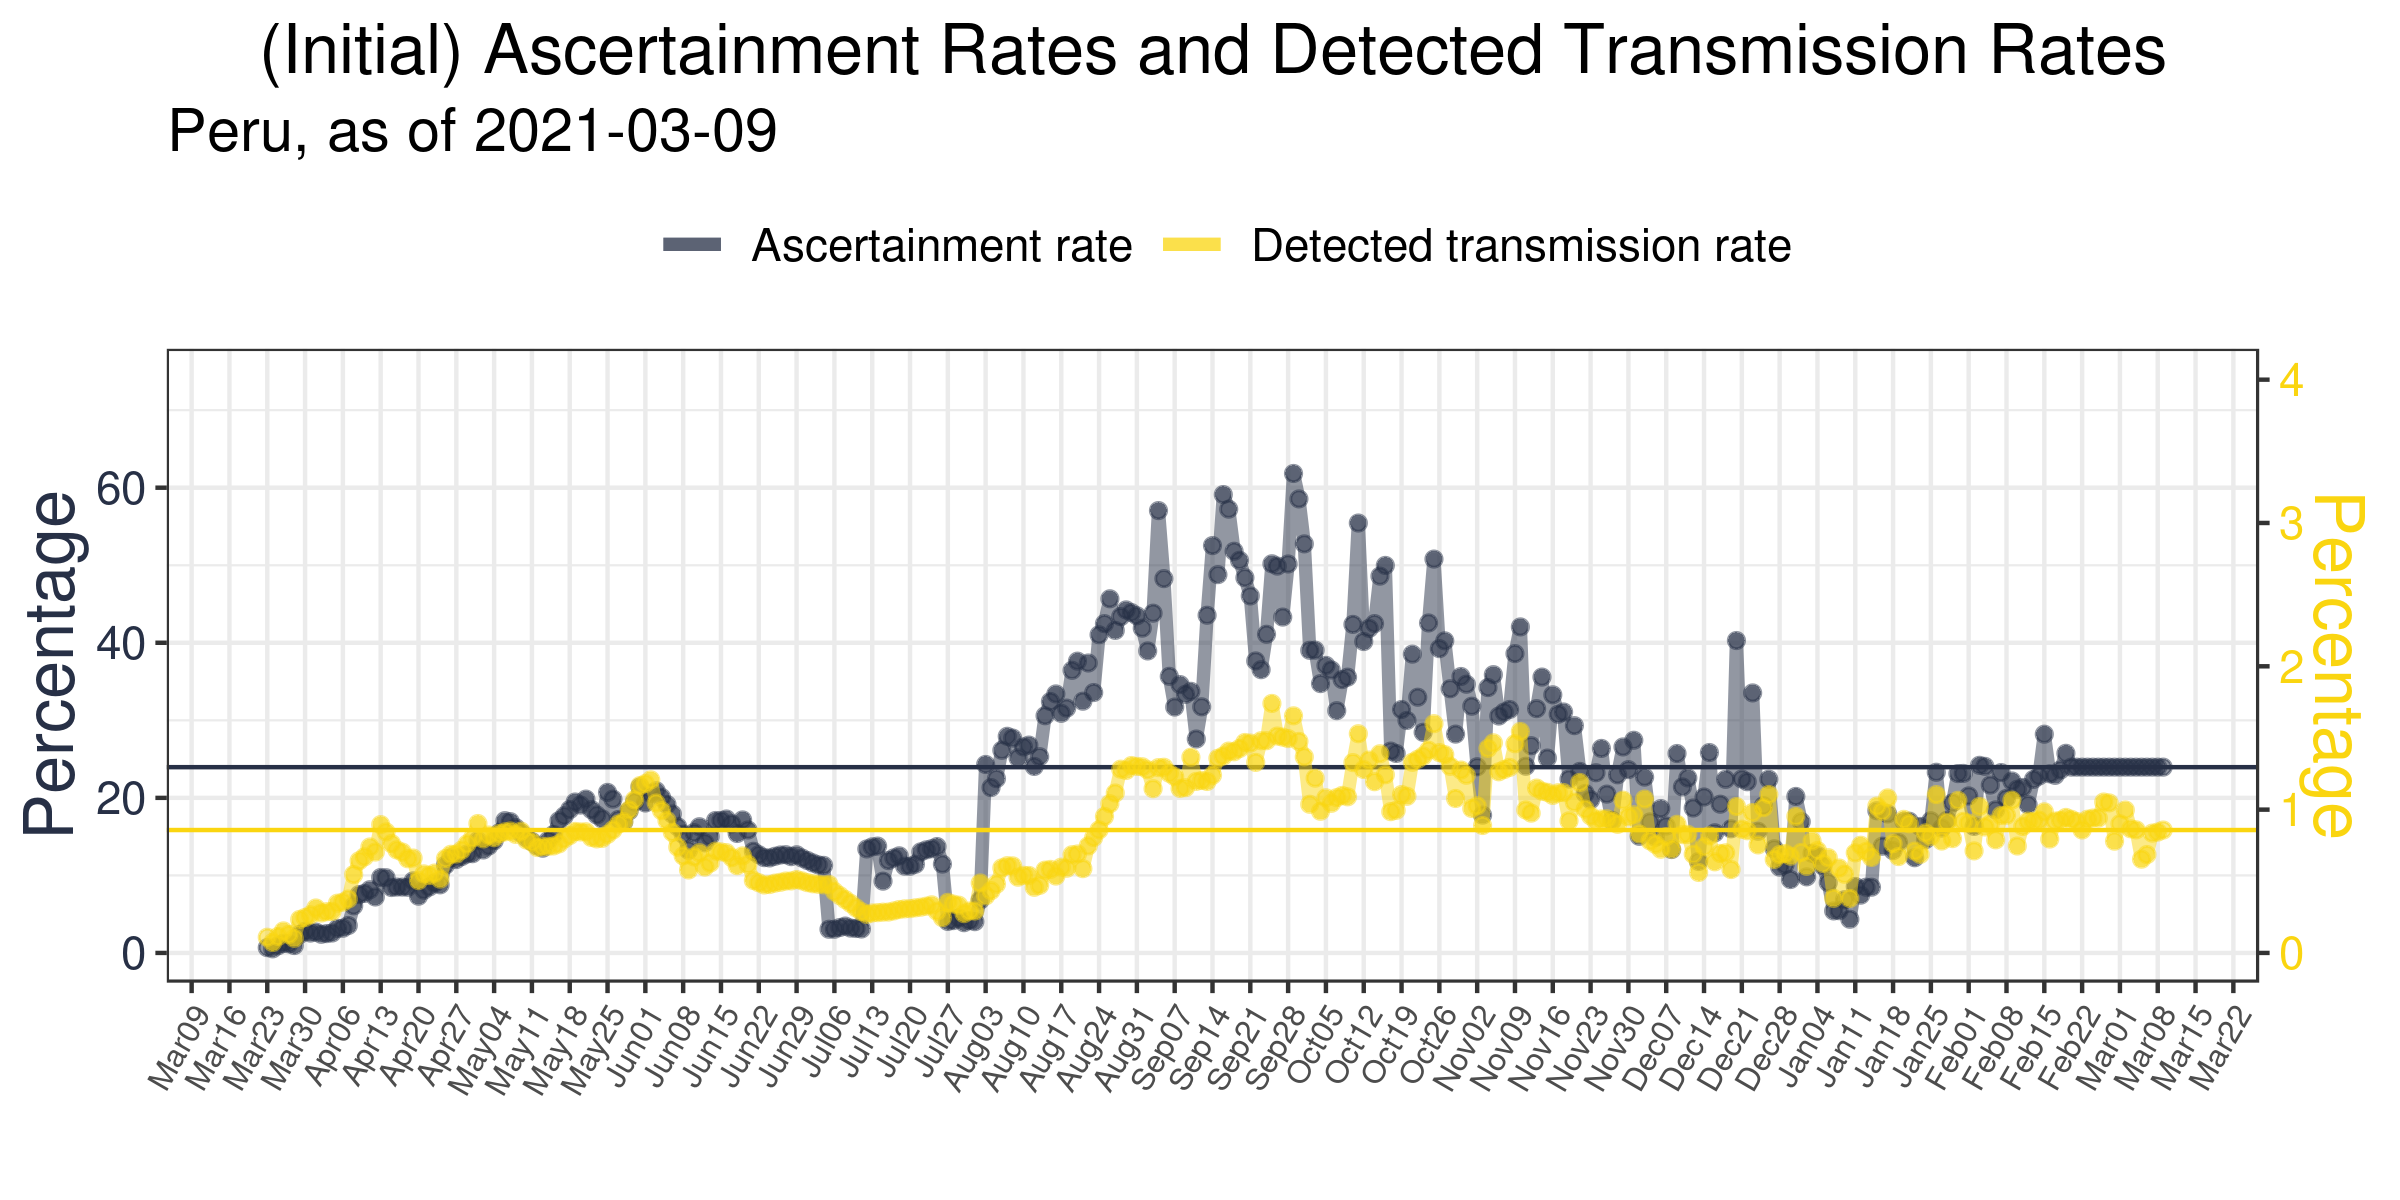 (Initial) Ascertainment Rates and Detected Transmission Rates
Peru, as of 2021-03-09
Ascertainment rate Detected transmission rate
Percentage
60
40
20
0
4
3
2
1
0
Percentage
Mar09 Mar16 Mar23 Mar30 Apr06 Apr13 Apr20 Apr27 May04 May11 May18 May25 Jun01 Jun08 Jun15 Jun22 Jun29 Jul06 Jul13 Jul20 Jul27 Aug03 Aug10 Aug17 Aug24 Aug31 Sep07 Sep14 Sep21 Sep28 Oct05 Oct12 Oct19 Oct26 Nov02 Nov09 Nov16 Nov23 Nov30 Dec07 Dec14 Dec21 Dec28 Jan04 Jan11 Jan18 Jan25 Feb01 Feb08 Feb15 Feb22 Mar01 Mar08 Mar15 Mar22